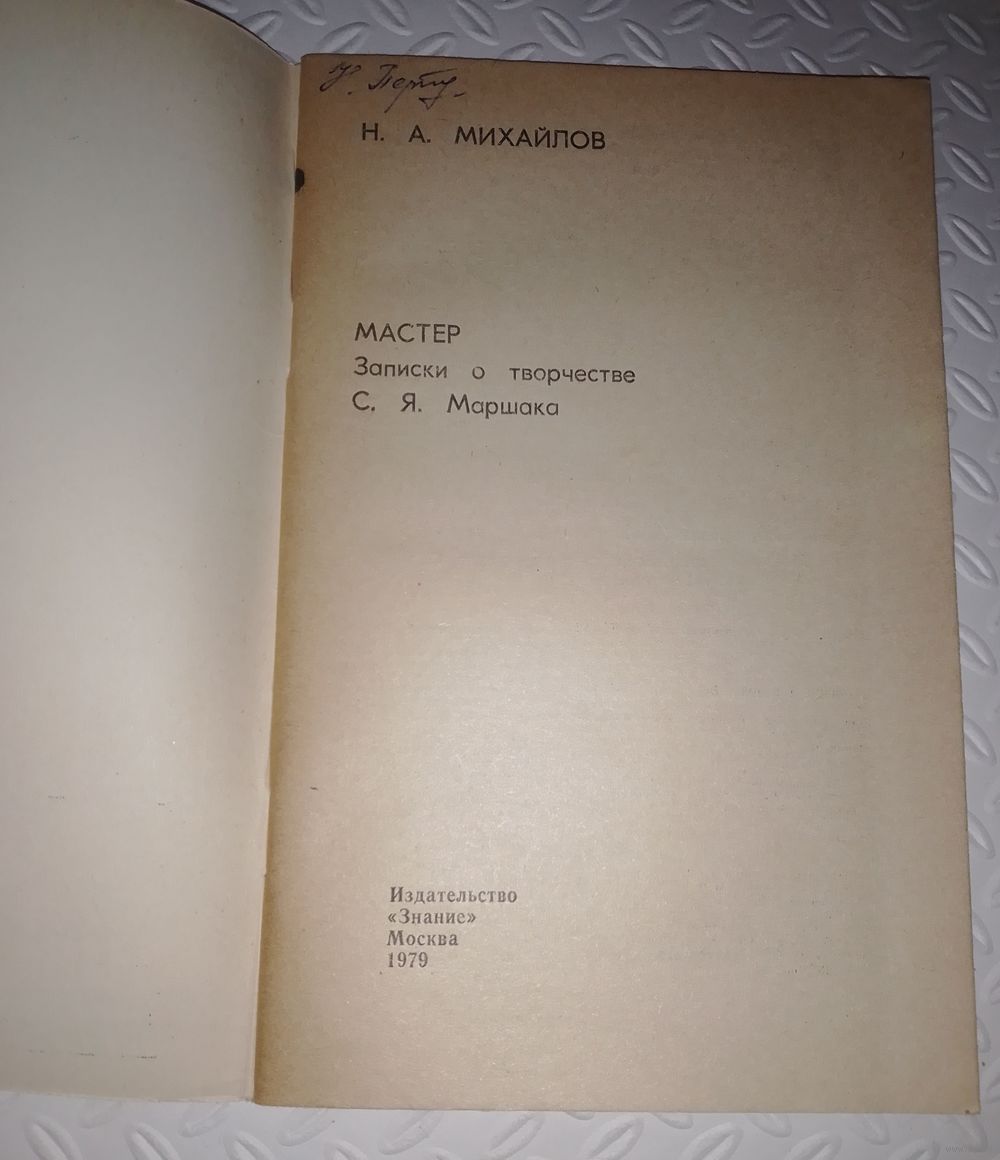 Н. А. МИХАЙЛОВ
МАСТЕР
Записки о творчестве
С. Я. Маршака
Издательство
«Знание»
Москва
1979